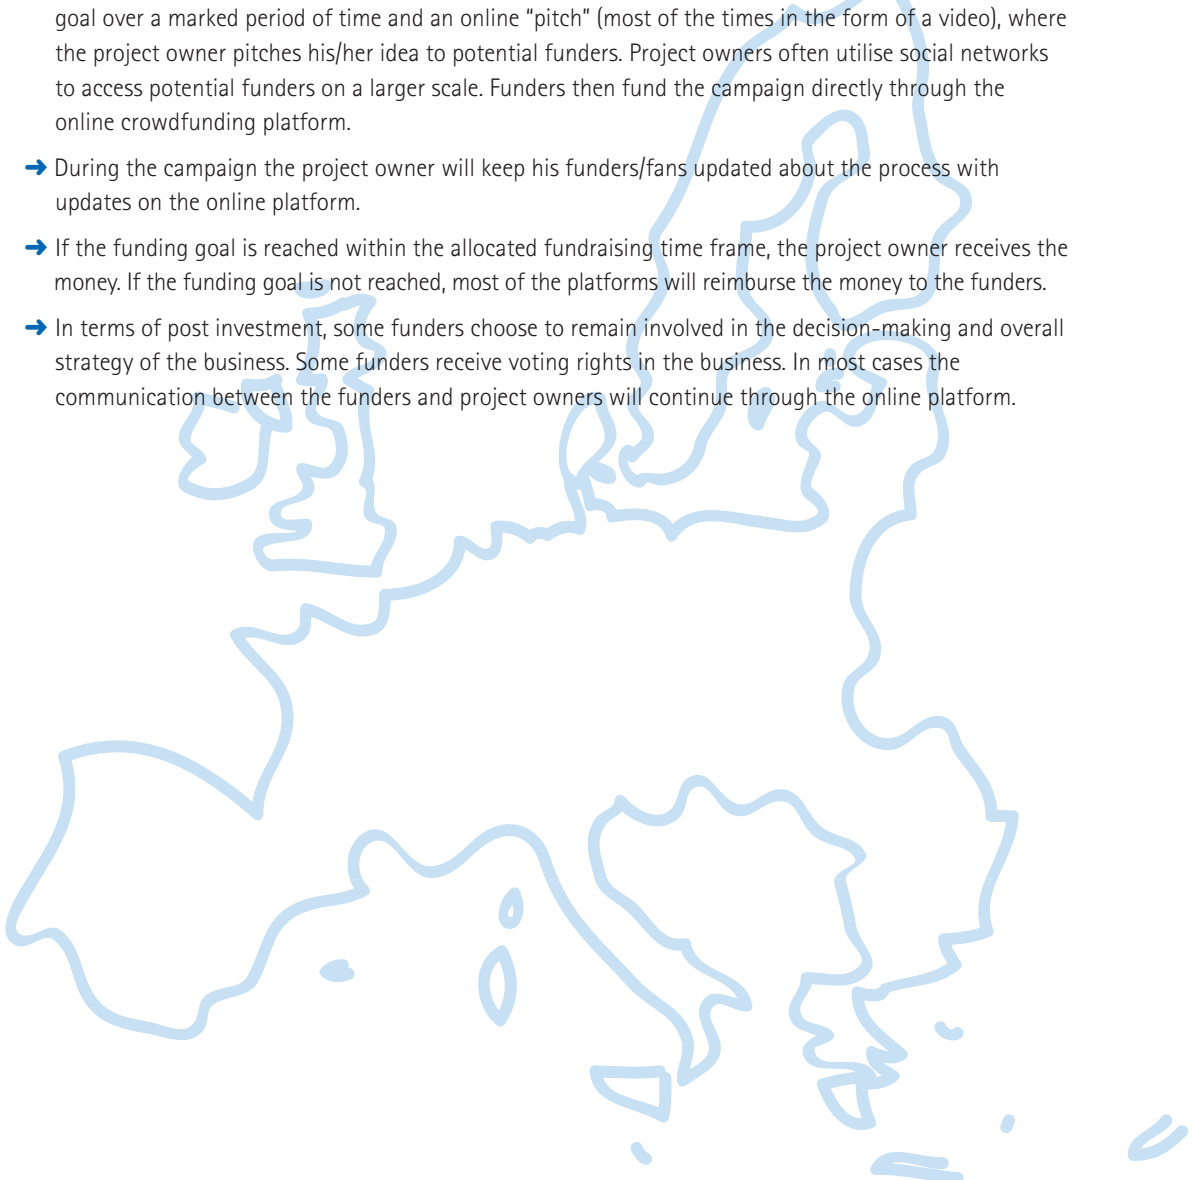 goal over a marked period of time and an online “pitch” (most of the times in the form of a video), where
the project owner pitches his/her idea to potential funders. Project owners often utilise social networks
to access potential funders on a larger scale. Funders then fund the campaign directly through the
online crowdfunding platform.
➜ During the campaign the project owner will keep his funders/fans updated about the process with
updates on the online platform.
➜ If the funding goal is reached within the allocated fundraising time frame, the project owner receives the
money. If the funding goal is not reached, most of the platforms will reimburse the money to the funders.
➜ In terms of post investment, some funders choose to remain involved in the decision-making and overall
strategy of the business. Some funders receive voting rights in the business. In most cases the
communication between the funders and project owners will continue through the online platform.